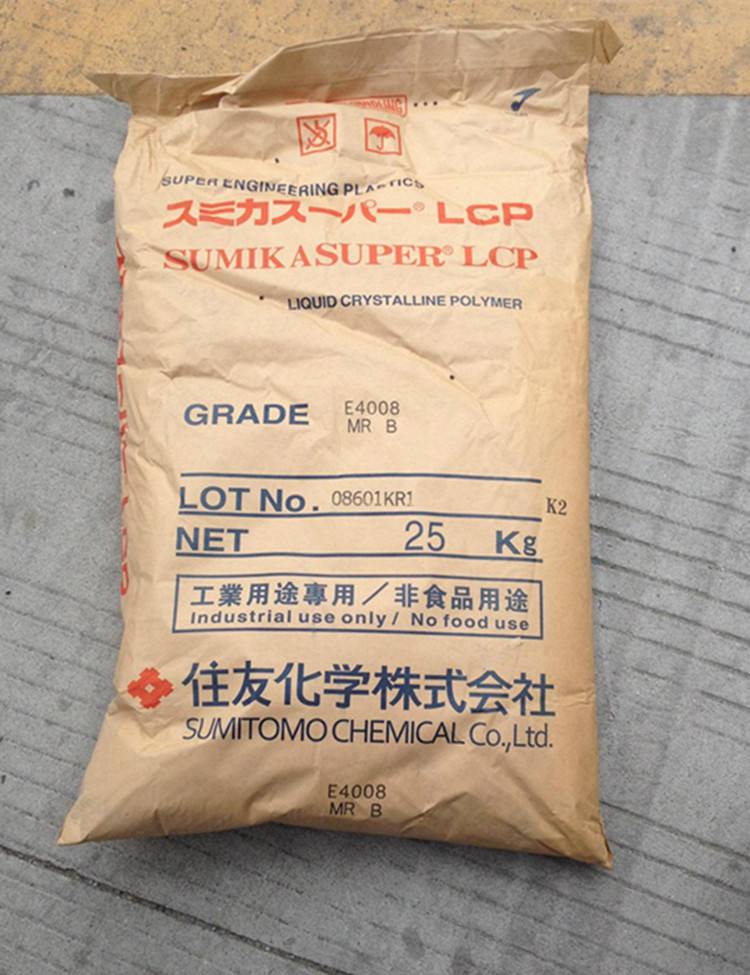 SUPER ENGINEERING PLASTICS
スミカスーパー® LCP
SUMIKASUPER® LCP
LIQUID CRYSTALLINE POLYMER
GRADE E4008
MR B
LOT No. 08601KR1 K2
NET 25 Kg
工業用途專用／非食品用途
Industrial use only / No food use
住友化学株式会社
SUMITOMO CHEMICAL Co.,Ltd.
E4008
MR B